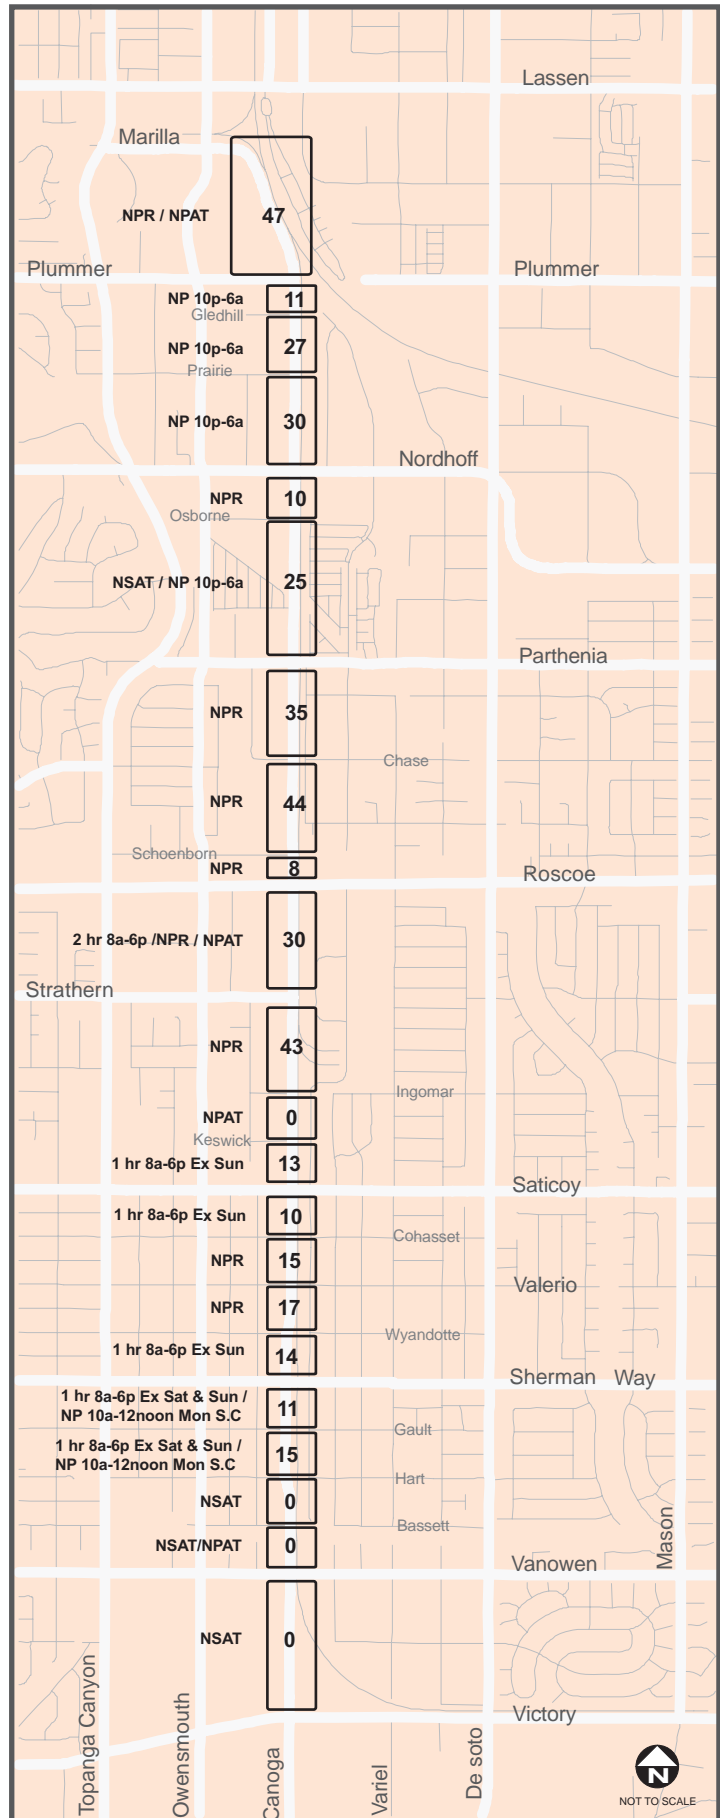 Lassen
Marilla
NPR / NPAT
47
Plummer
Plummer
NP 10p-6a
11
Gledhill
NP 10p-6a
27
Prairie
NP 10p-6a
30
Nordhoff
NPR
10
Osborne
NSAT / NP 10p-6a
25
Parthenia
NPR
35
Chase
NPR
44
Schoenborn
NPR
8
Roscoe
2 hr 8a-6p /NPR / NPAT
30
Strathern
NPR
43
Ingomar
NPAT
0
Keswick
1 hr 8a-6p Ex Sun
13
Saticoy
1 hr 8a-6p Ex Sun
10
Cohasset
NPR
15
Valerio
NPR
17
Wyandotte
1 hr 8a-6p Ex Sun
14
Sherman Way
1 hr 8a-6p Ex Sat & Sun /
NP 10a-12noon Mon S.C
11
Gault
1 hr 8a-6p Ex Sat & Sun /
NP 10a-12noon Mon S.C
15
Hart
NSAT
0
Bassett
NSAT/NPAT
0
Mason
Vanowen
NSAT
0
Victory
Topanga Canyon
Owensmouth
Canoga
Variel
De soto
N
NOT TO SCALE